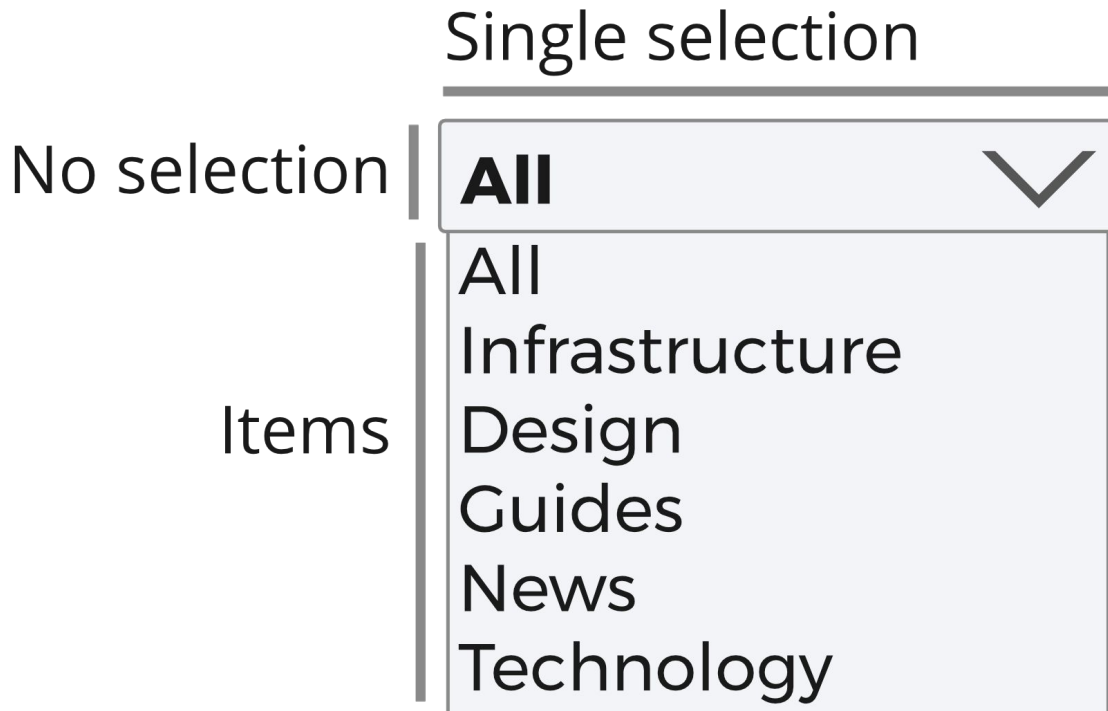 Single selection
No selection
All
All
Infrastructure
Design
Items
Guides
News
Technology